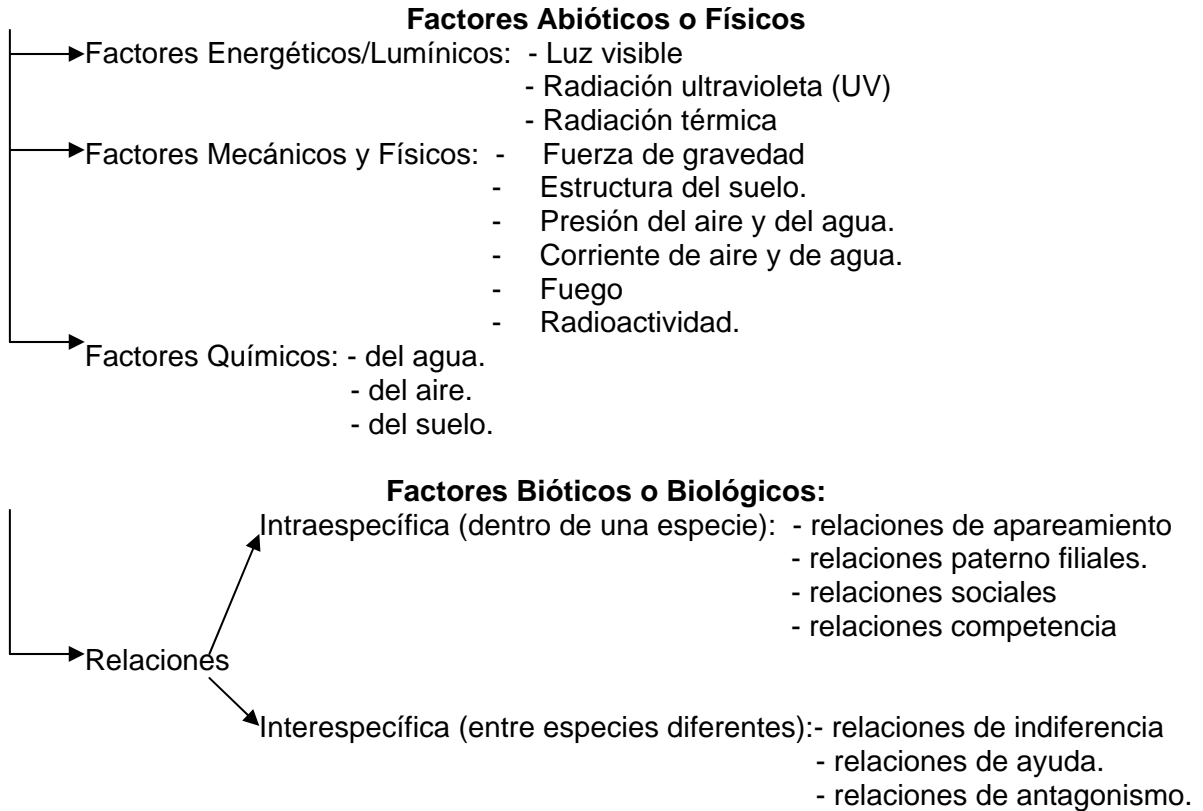 Factores Abióticos o Físicos
Factores Energéticos/Lumínicos: - Luz visible
- Radiación ultravioleta (UV)
- Radiación térmica
Factores Mecánicos y Físicos: - Fuerza de gravedad
- Estructura del suelo.
- Presión del aire y del agua.
- Corriente de aire y de agua.
- Fuego
- Radioactividad.
Factores Químicos: - del agua.
- del aire.
- del suelo.
Factores Bióticos o Biológicos:
Intraespecífica (dentro de una especie): - relaciones de apareamiento
- relaciones paterno filiales.
- relaciones sociales
- relaciones competencia
Relaciones
Interespecífica (entre especies diferentes):- relaciones de indiferencia
- relaciones de ayuda.
- relaciones de antagonismo.